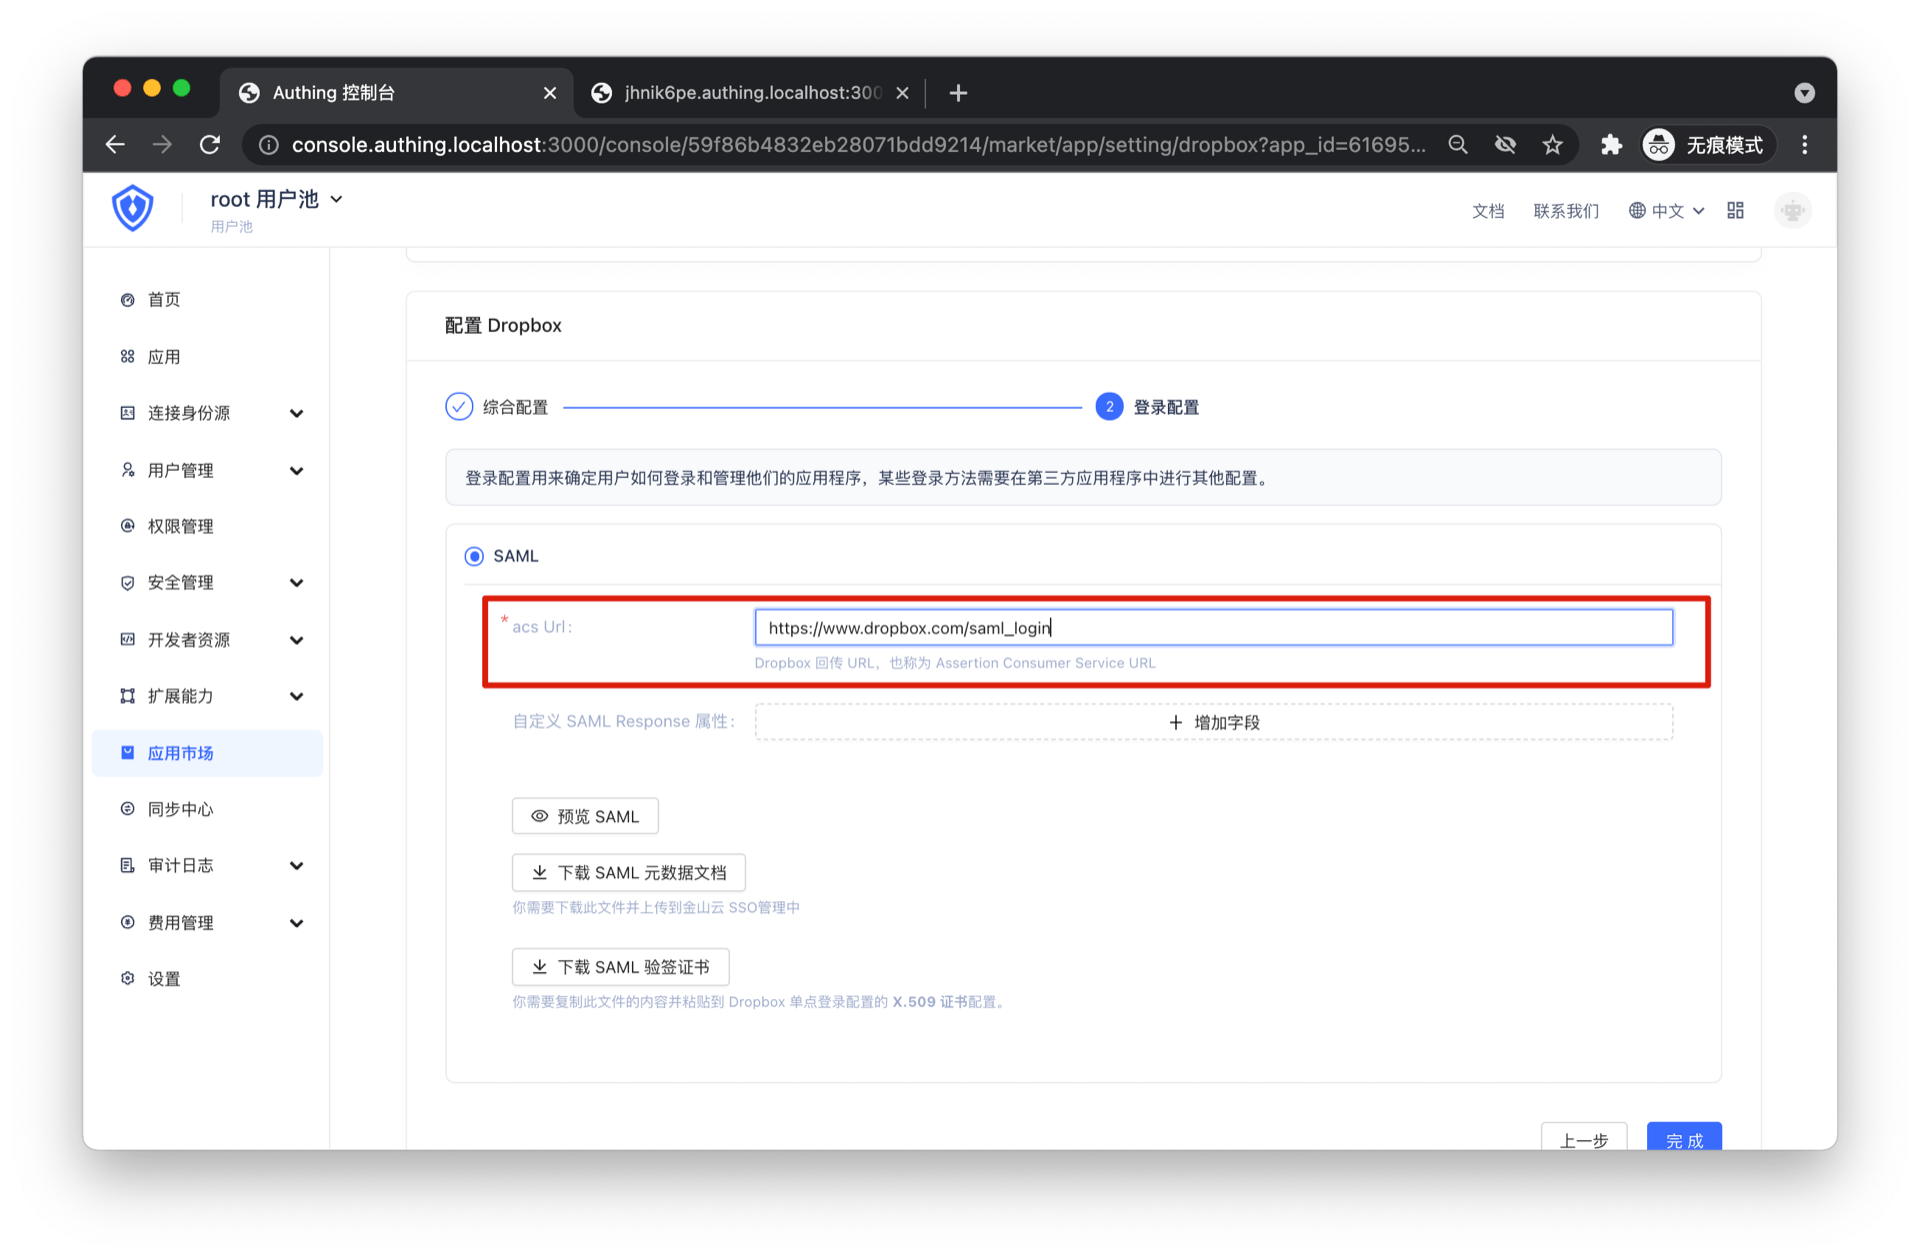 Authing 控制台
jhnik6pe.authing.localhost:300
console.authing.localhost:3000/console/59f86b4832eb28071bdd9214/market/app/setting/dropbox?app_id=61695...
无痕模式
root 用户池
用户池
文档
联系我们
中文
首页
应用
连接身份源
用户管理
权限管理
安全管理
开发者资源
扩展能力
应用市场
同步中心
审计日志
费用管理
设置
配置 Dropbox
综合配置
2 登录配置
登录配置用来确定用户如何登录和管理他们的应用程序，某些登录方法需要在第三方应用程序中进行其他配置。
SAML
* acs Url:
https://www.dropbox.com/saml_login
Dropbox 回传 URL，也称为 Assertion Consumer Service URL
自定义 SAML Response 属性:
+ 增加字段
预览 SAML
下载 SAML 元数据文档
你需要下载此文件并上传到金山云 SSO管理中
下载 SAML 验签证书
你需要复制此文件的内容并粘贴到 Dropbox 单点登录配置的 X.509 证书配置。
上一步
完 成